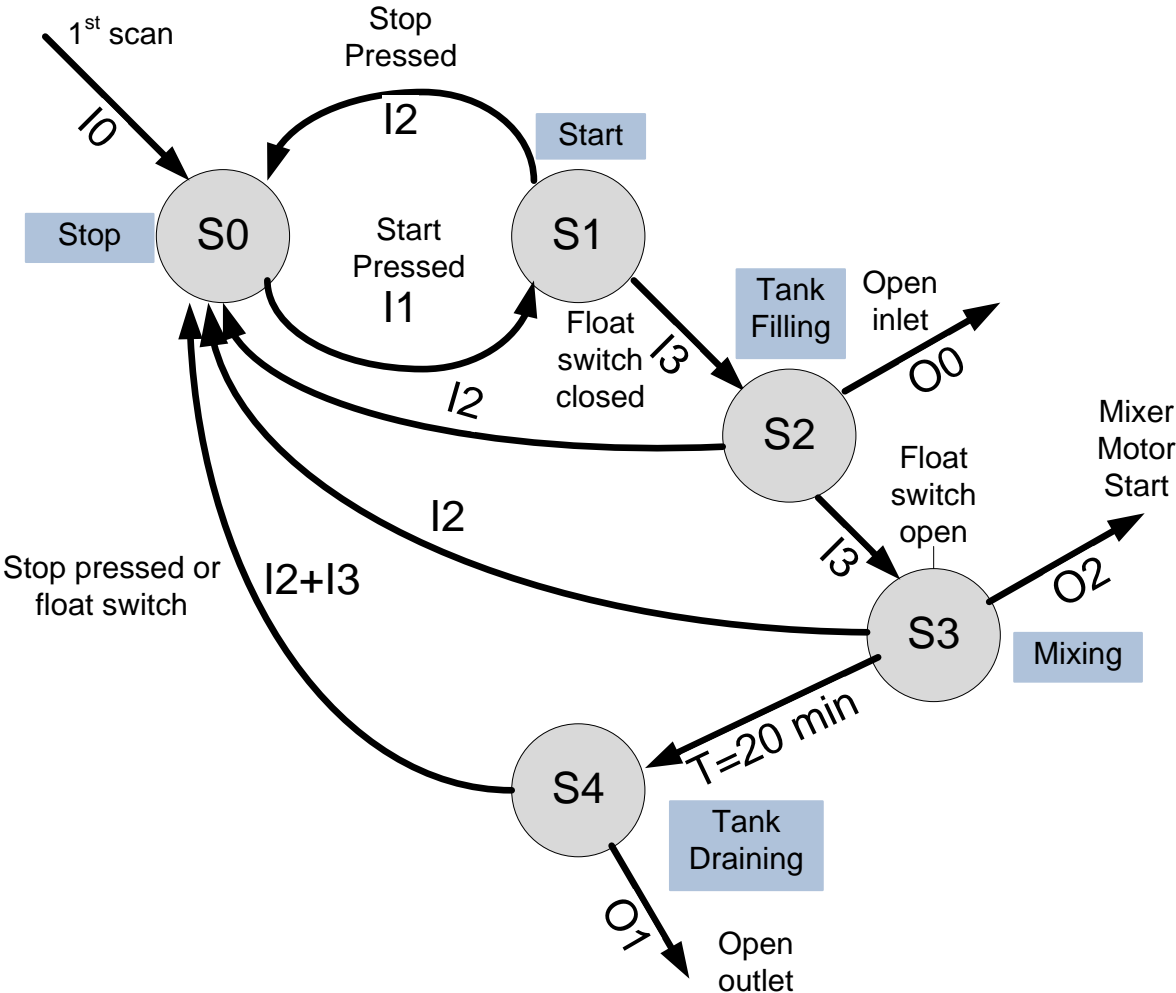 1st scan
I0
Stop
Pressed
I2
Start
Stop
S0
Start
Pressed
I1
S1
Float
switch
closed
I3
Tank
Filling
Open
inlet
O0
I2
S2
Float
switch
open
I3
Mixer
Motor
Start
O2
I2
S3
Mixing
Stop pressed or
float switch
I2+I3
T=20 min
S4
Tank
Draining
O1
Open
outlet